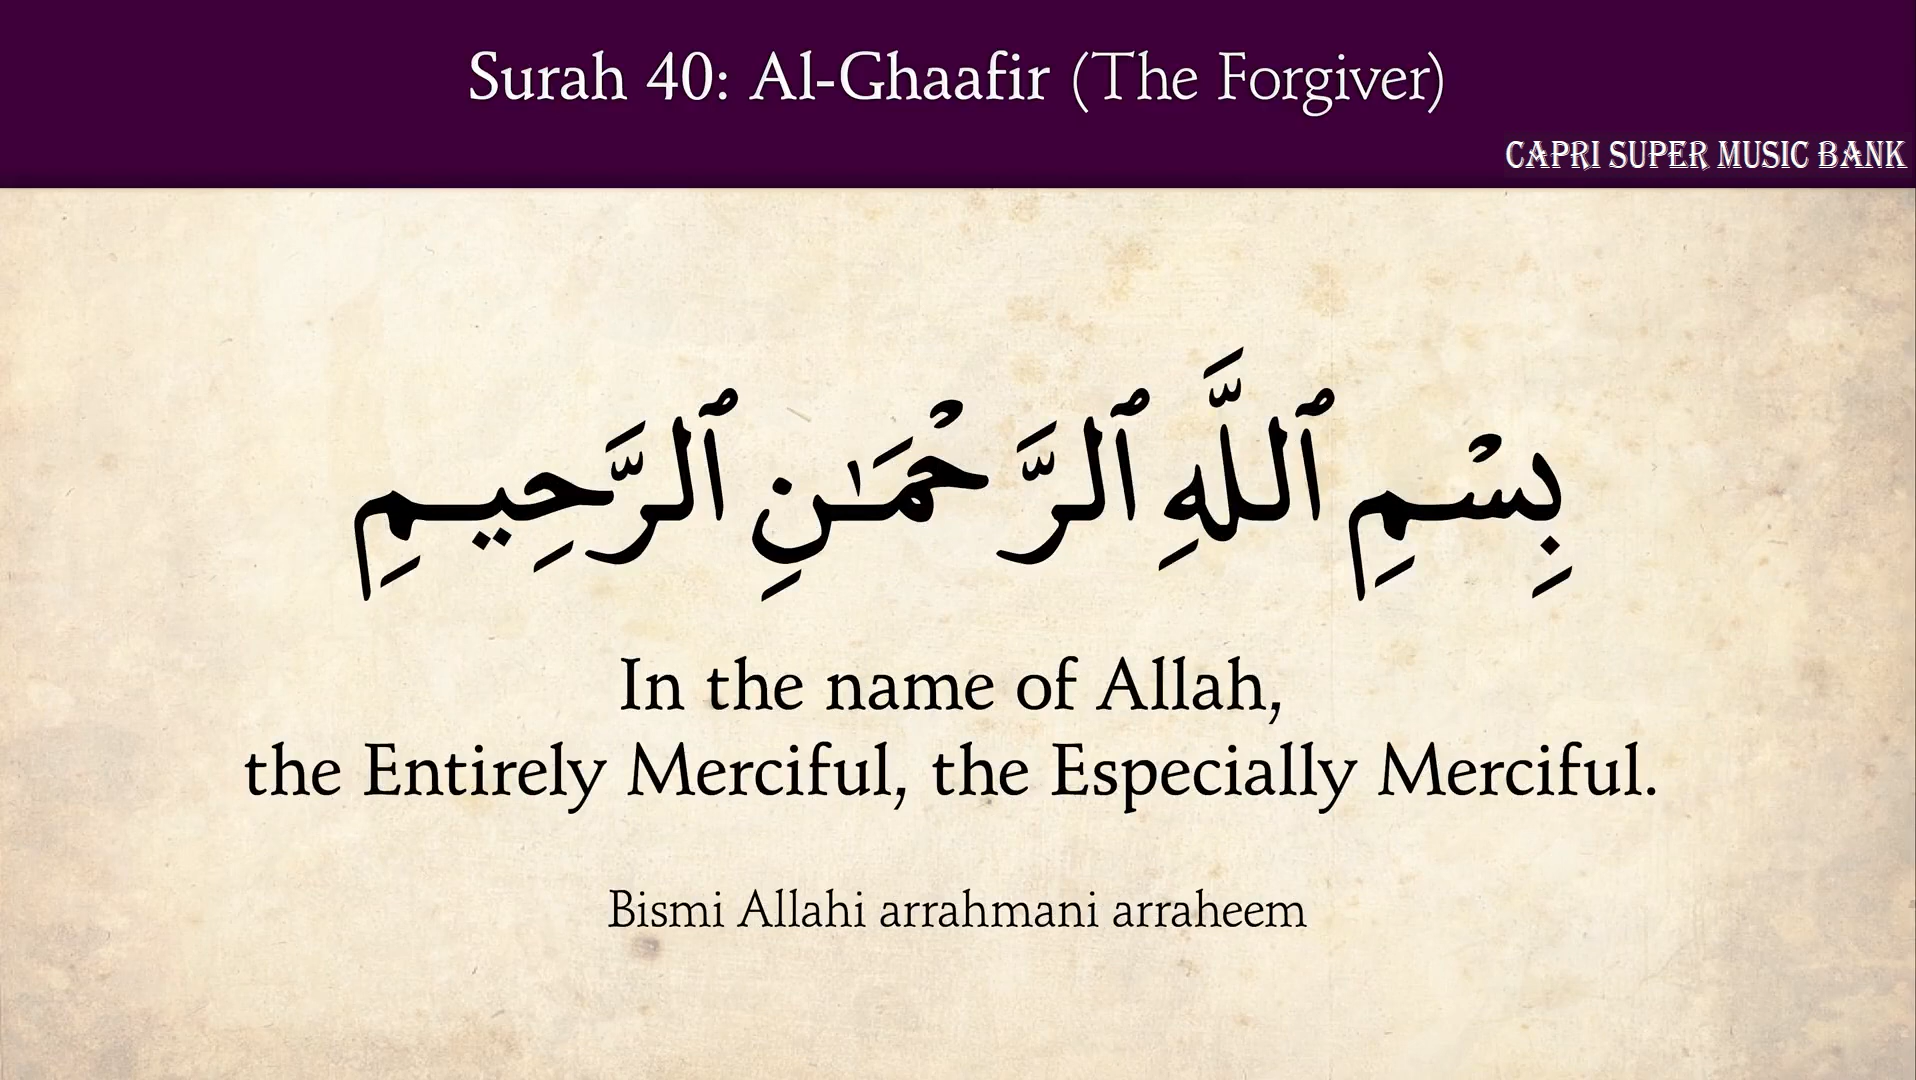 Surah 40: Al-Ghaafir (The Forgiver)
CAPRI SUPER MUSIC BANK
بِسْمِ ٱللَّهِ ٱلرَّحْمَـٰنِ ٱلرَّحِيمِ
In the name of Allah,
the Entirely Merciful, the Especially Merciful.
Bismi Allahi arrahmani arraheem